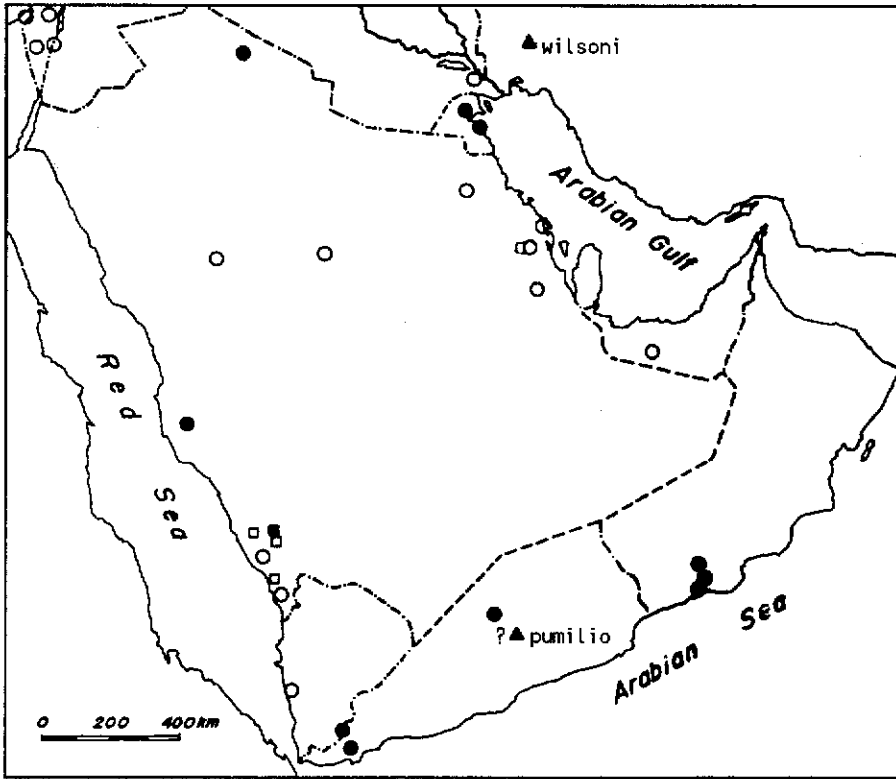 ▲ wilsoni
Arabian Gulf
Red
Sea
? ▲ pumilio
Arabian Sea
0 200 400km